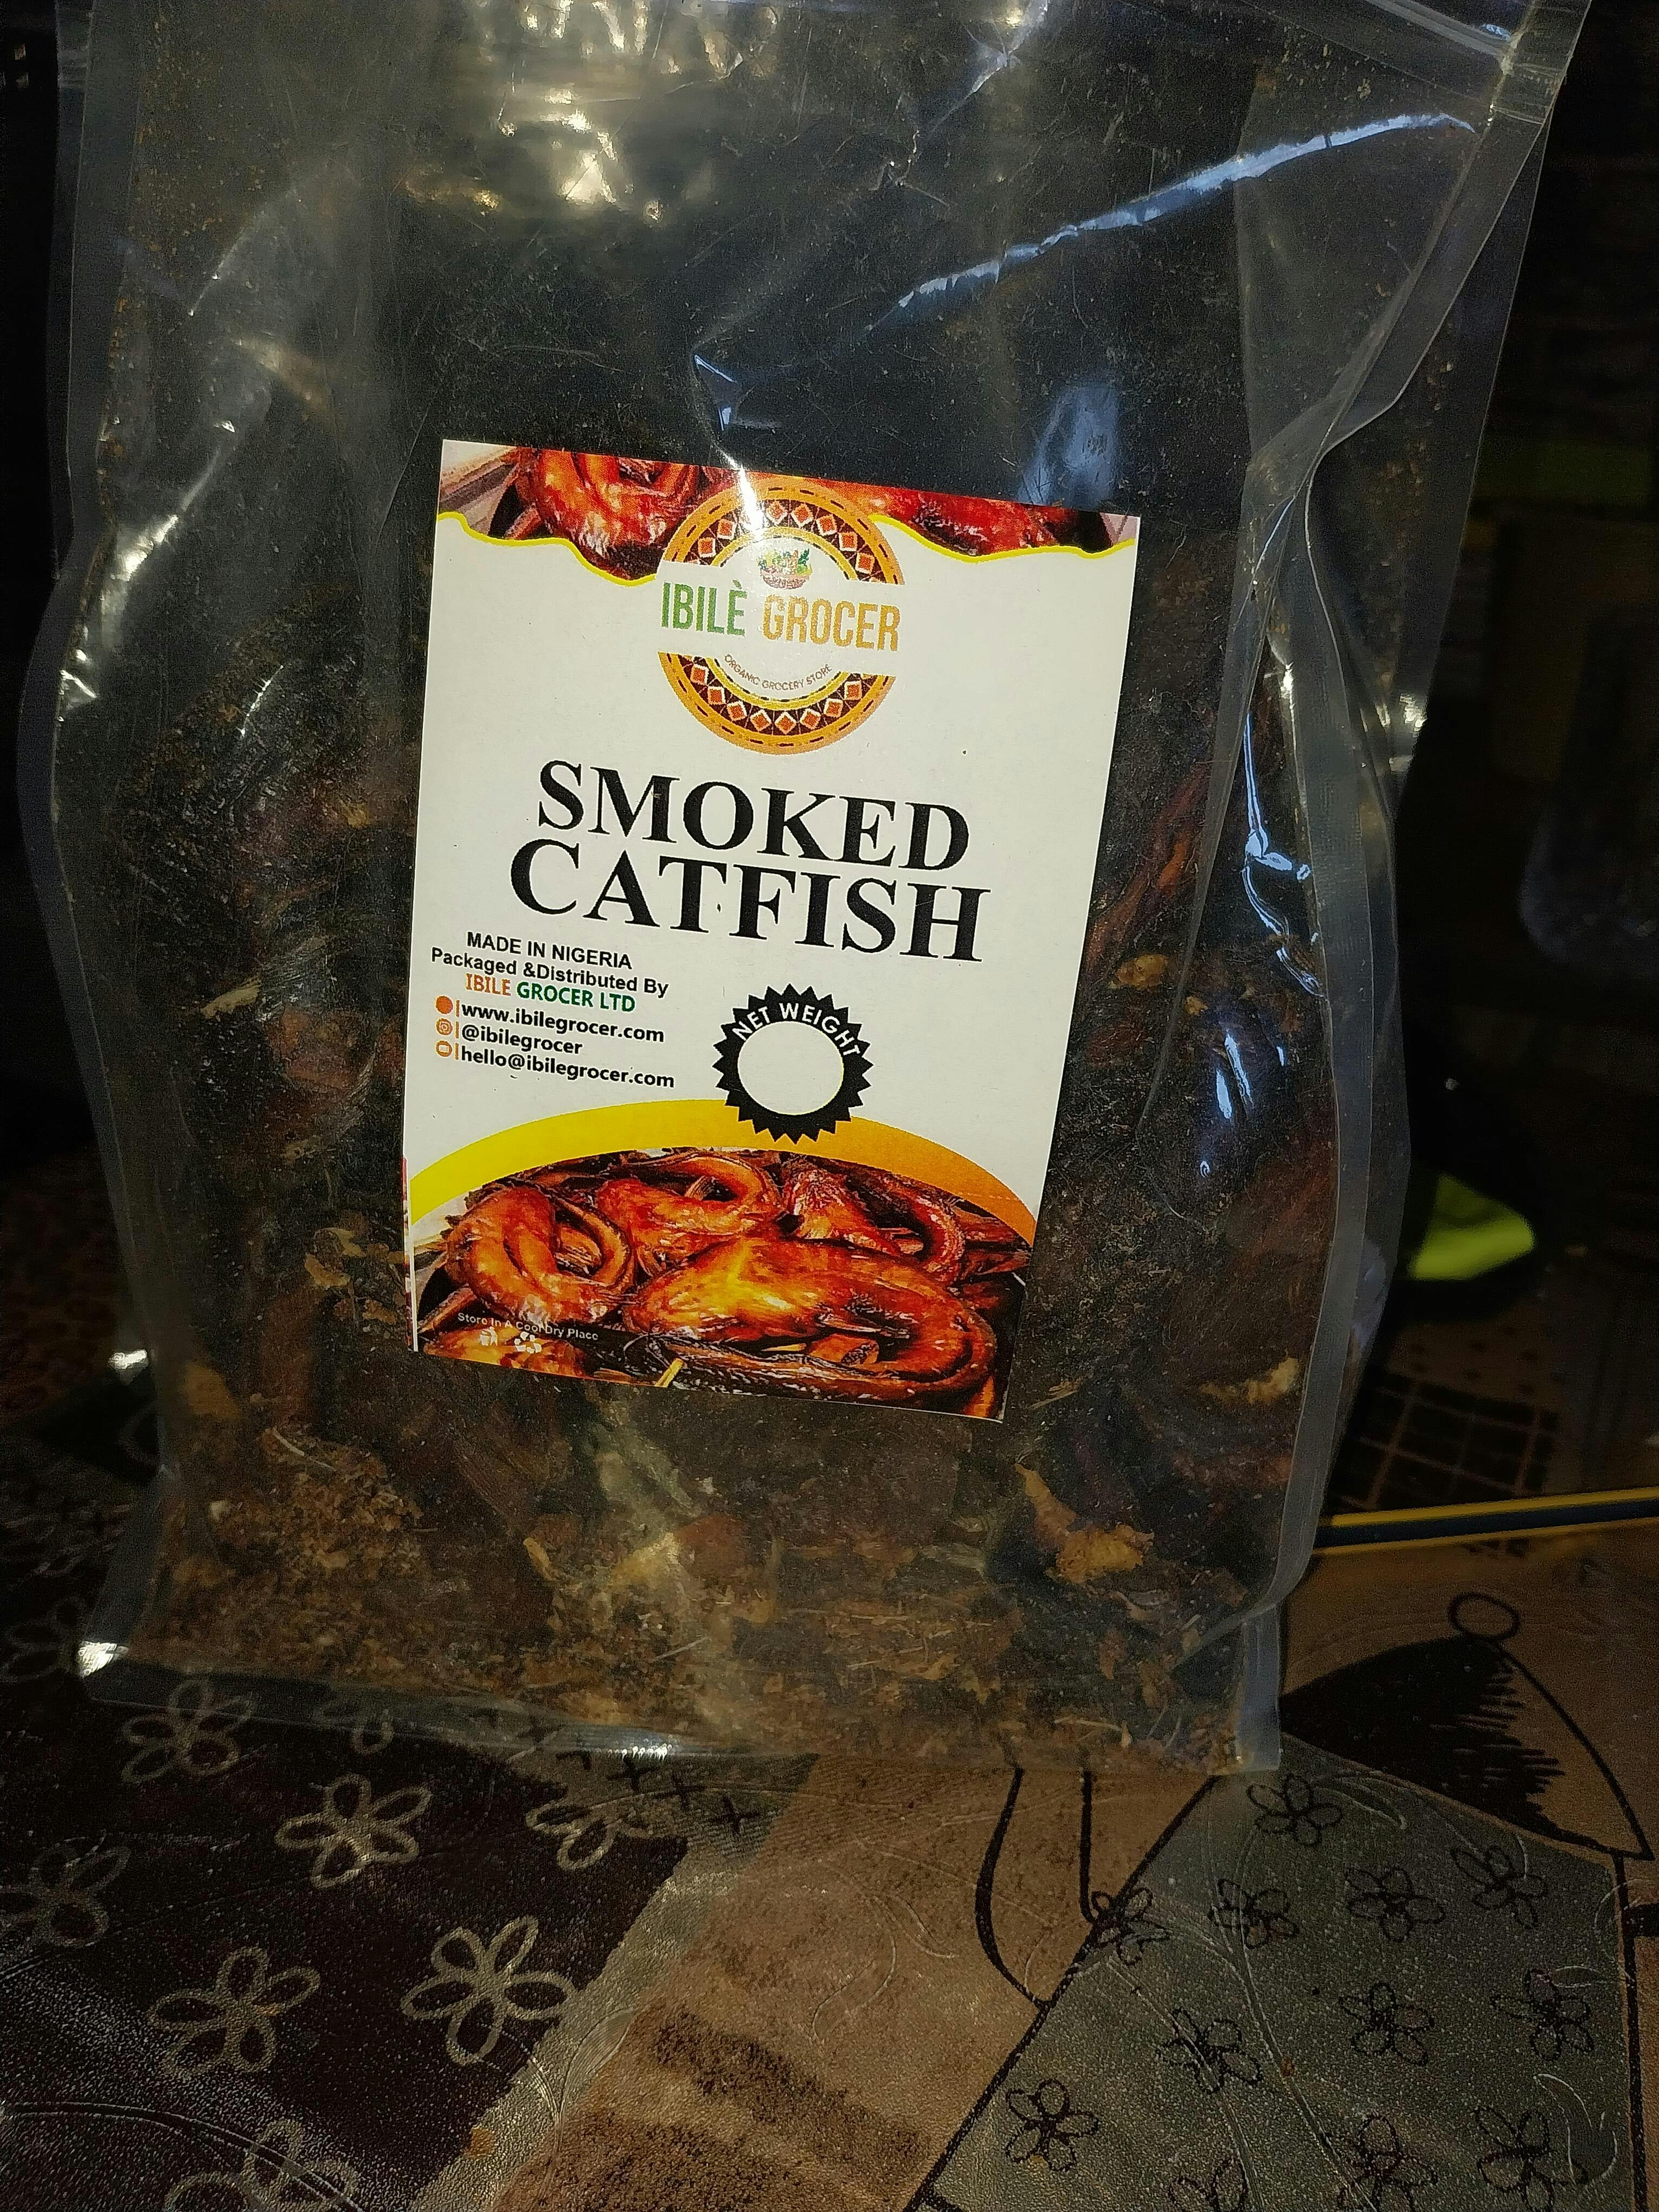 IBILÈ GROCER
ORGANIC GROCERY STORE
SMOKED
CATFISH
MADE IN NIGERIA
Packaged &Distributed By
IBILE GROCER LTD
www.ibilegrocer.com
@ibilegrocer
hello@ibilegrocer.com
NET WEIGHT
Store In A Cool Dry Place